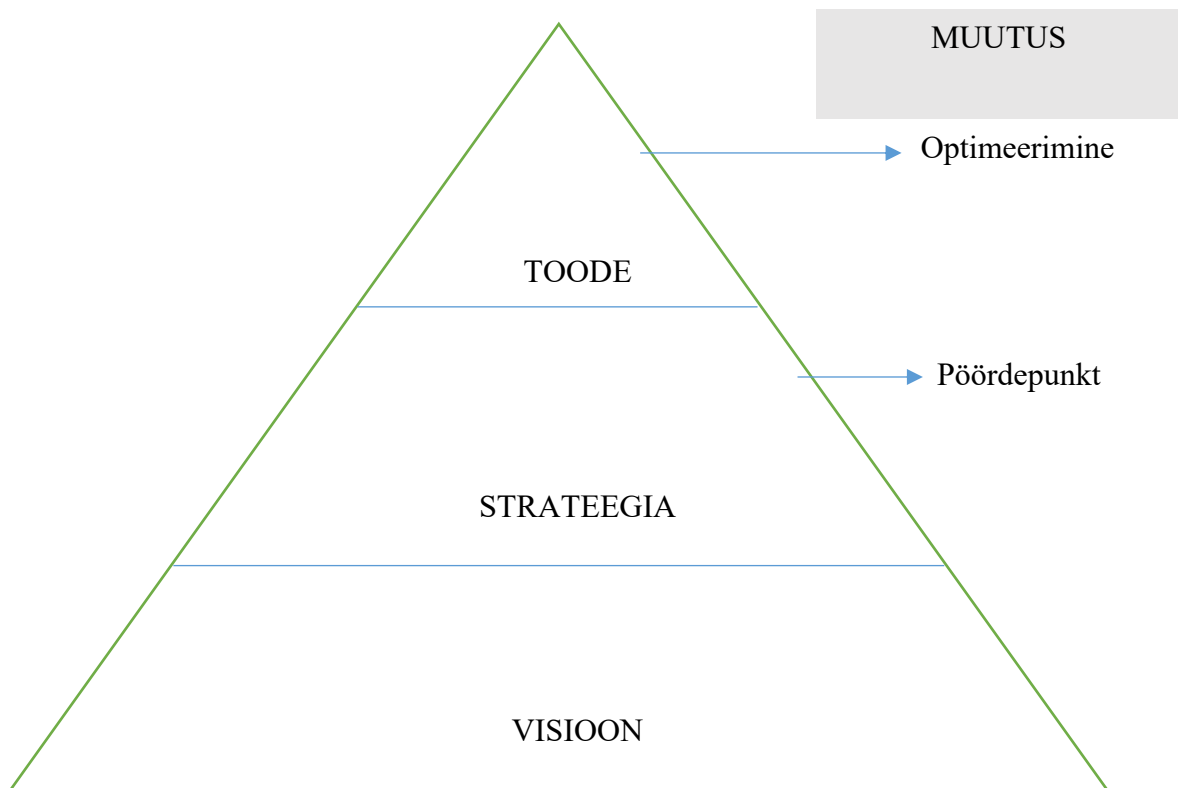 MUUTUS
Optimeerimine
TOODE
Pöördepunkt
STRATEEGIA
VISIOON